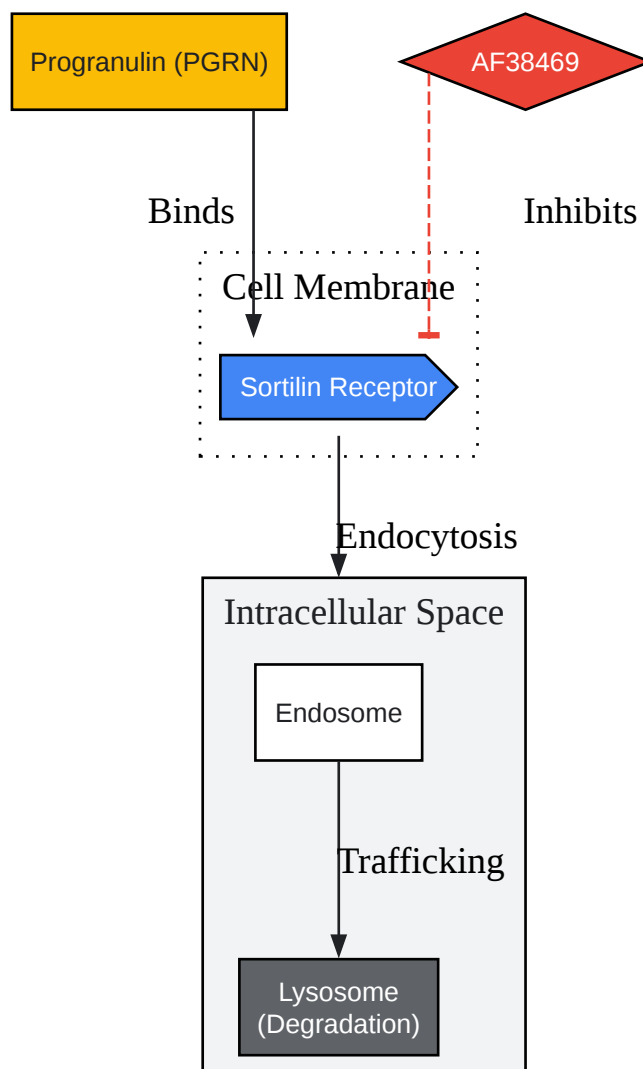 Progranulin (PGRN)
AF38469
Binds
Inhibits
Cell Membrane
Sortilin Receptor
Endocytosis
Intracellular Space
Endosome
Trafficking
Lysosome
(Degradation)